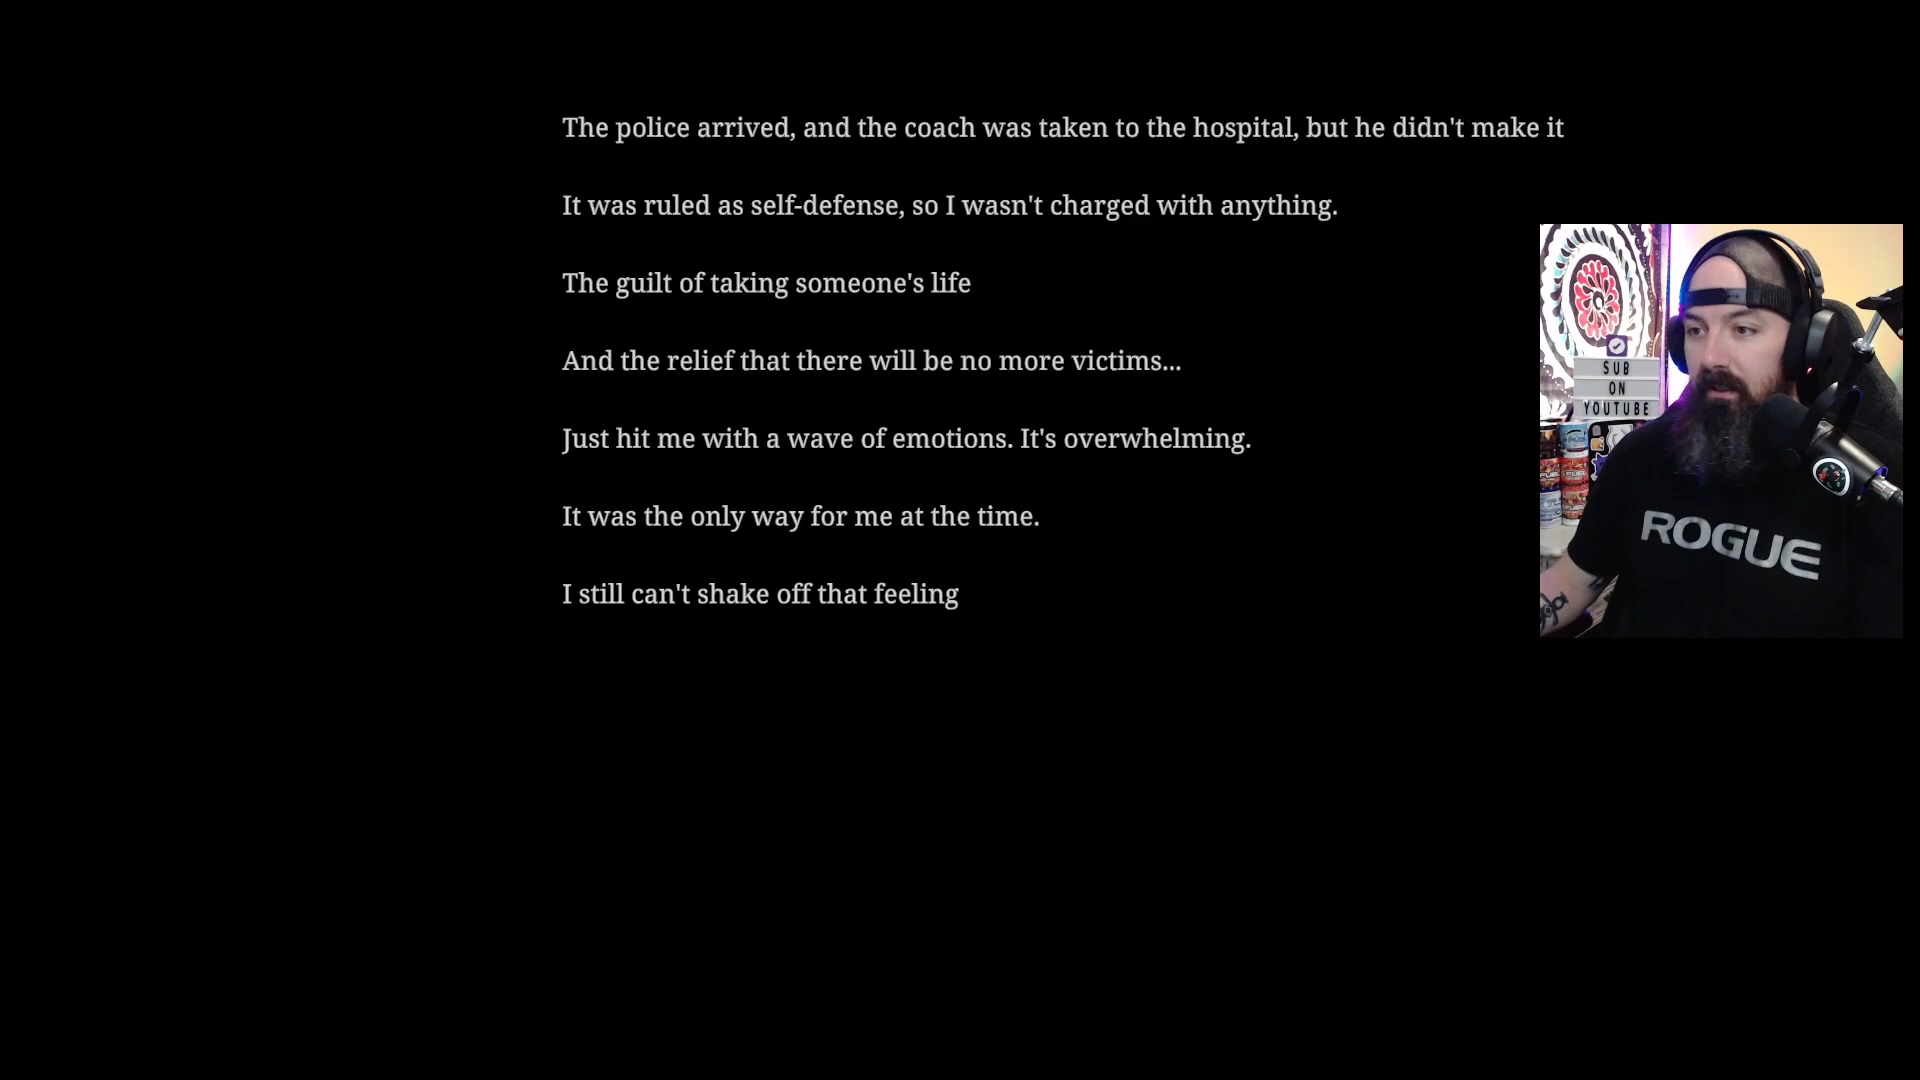 The police arrived, and the coach was taken to the hospital, but he didn't make it
It was ruled as self-defense, so I wasn't charged with anything.
The guilt of taking someone's life
And the relief that there will be no more victims...
Just hit me with a wave of emotions. It's overwhelming.
It was the only way for me at the time.
I still can't shake off that feeling
SUB
ON
YOUTUBE
ROGUE